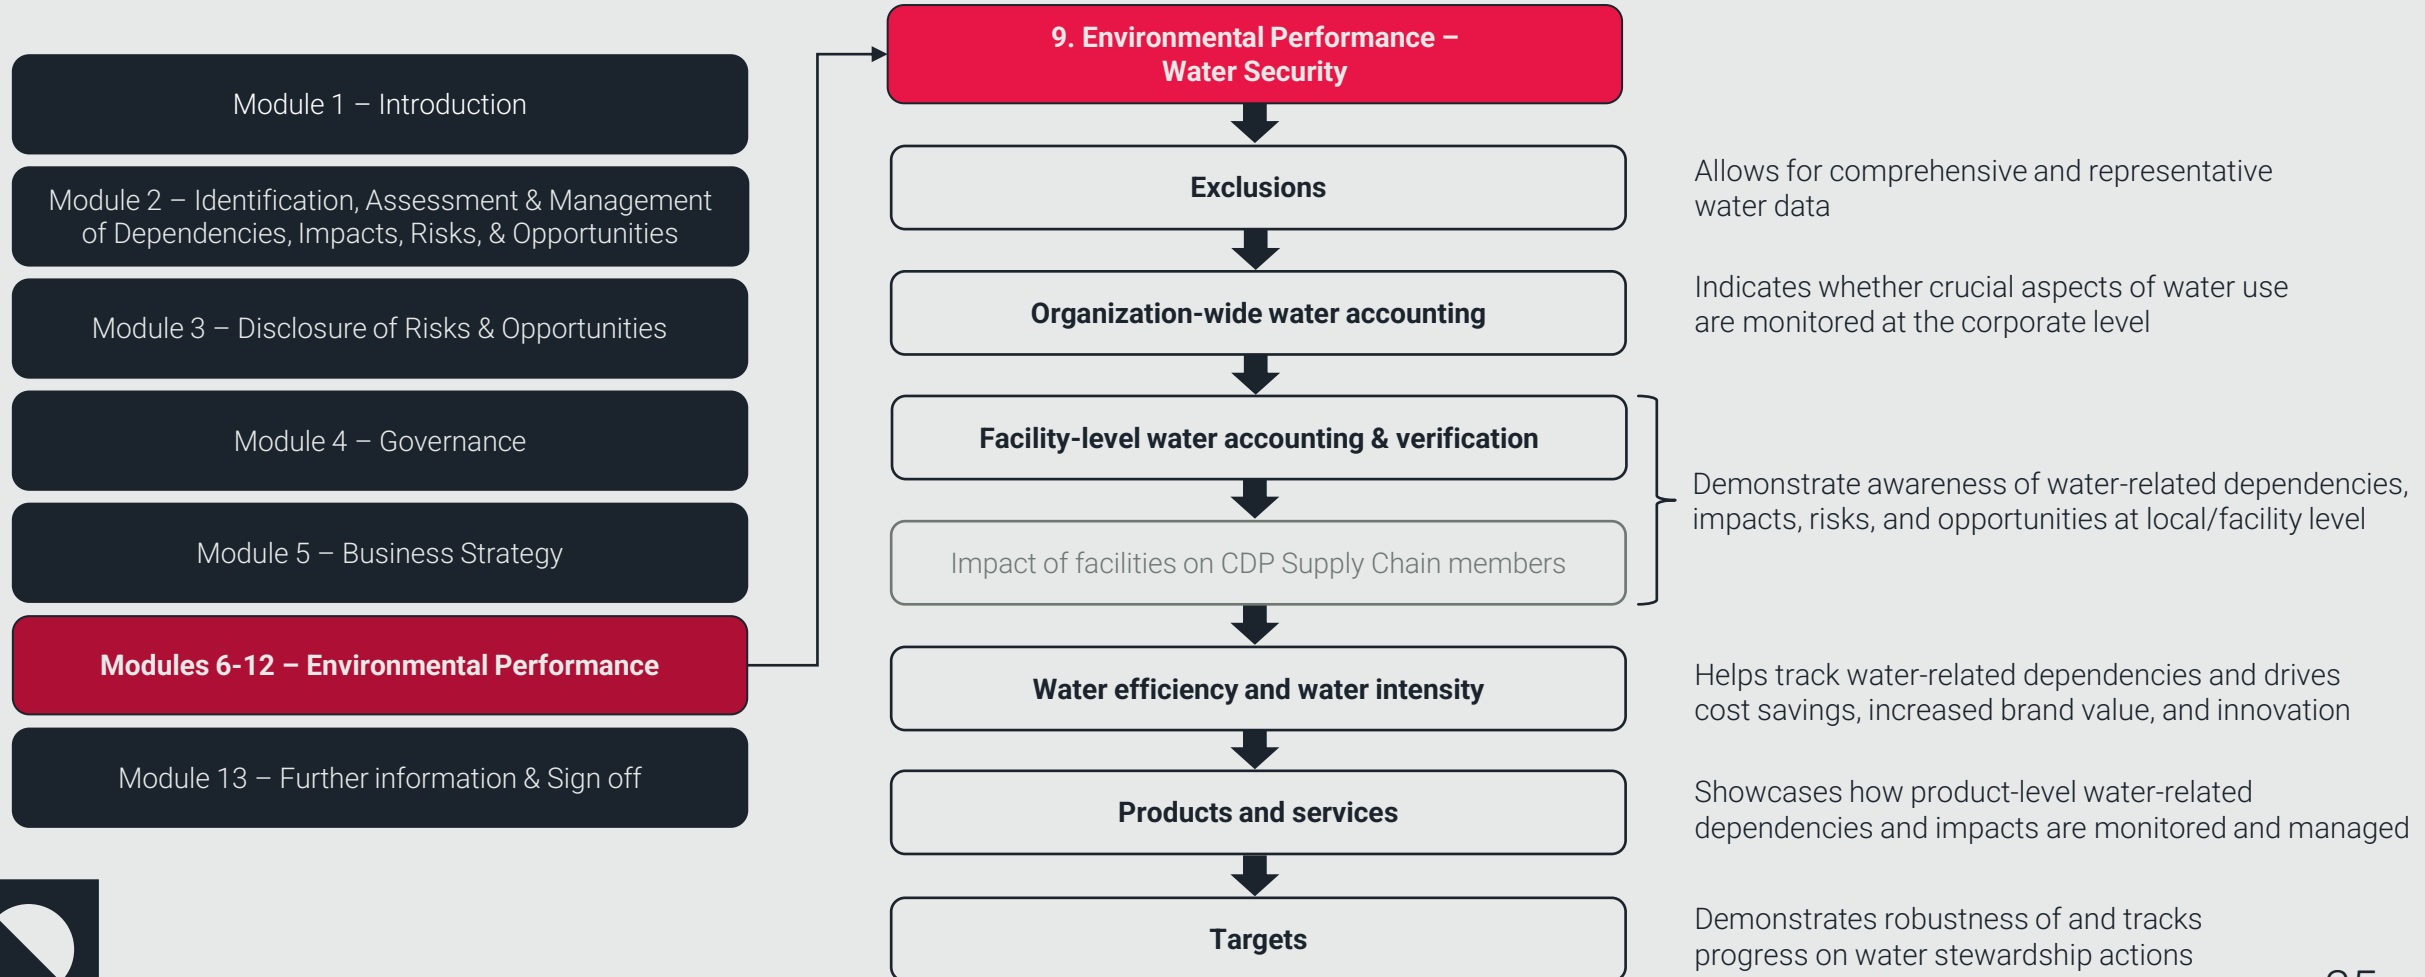 Module 1 – Introduction
Module 2 – Identification, Assessment & Management
of Dependencies, Impacts, Risks, & Opportunities
Module 3 – Disclosure of Risks & Opportunities
Module 4 – Governance
Module 5 – Business Strategy
Modules 6-12 – Environmental Performance
Module 13 – Further information & Sign off
9. Environmental Performance –
Water Security
Exclusions
Allows for comprehensive and representative
water data
Organization-wide water accounting
Indicates whether crucial aspects of water use
are monitored at the corporate level
Facility-level water accounting & verification
Impact of facilities on CDP Supply Chain members
Demonstrate awareness of water-related dependencies,
impacts, risks, and opportunities at local/facility level
Water efficiency and water intensity
Helps track water-related dependencies and drives
cost savings, increased brand value, and innovation
Products and services
Showcases how product-level water-related
dependencies and impacts are monitored and managed
Targets
Demonstrates robustness of and tracks
progress on water stewardship actions